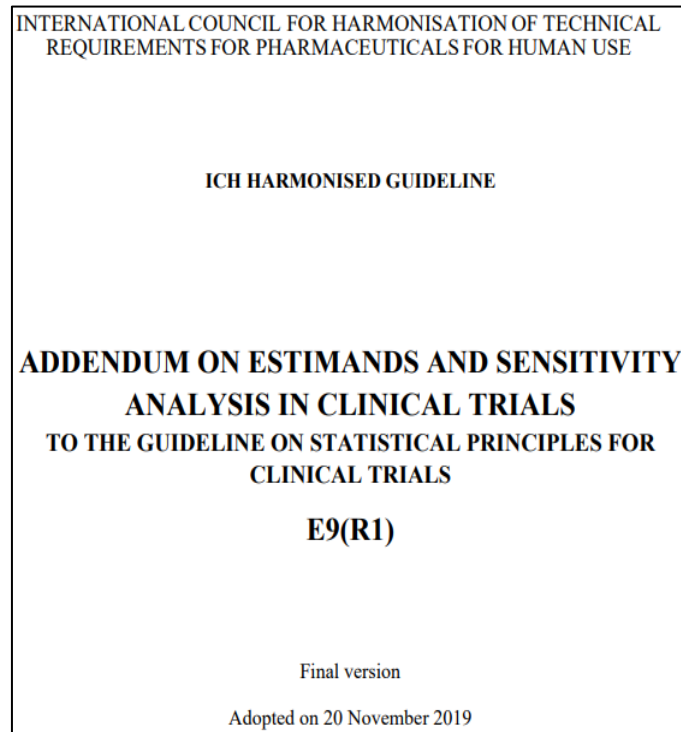 INTERNATIONAL COUNCIL FOR HARMONISATION OF TECHNICAL
REQUIREMENTS FOR PHARMACEUTICALS FOR HUMAN USE
ICH HARMONISED GUIDELINE
ADDENDUM ON ESTIMANDS AND SENSITIVITY
ANALYSIS IN CLINICAL TRIALS
TO THE GUIDELINE ON STATISTICAL PRINCIPLES FOR
CLINICAL TRIALS
E9(R1)
Final version
Adopted on 20 November 2019